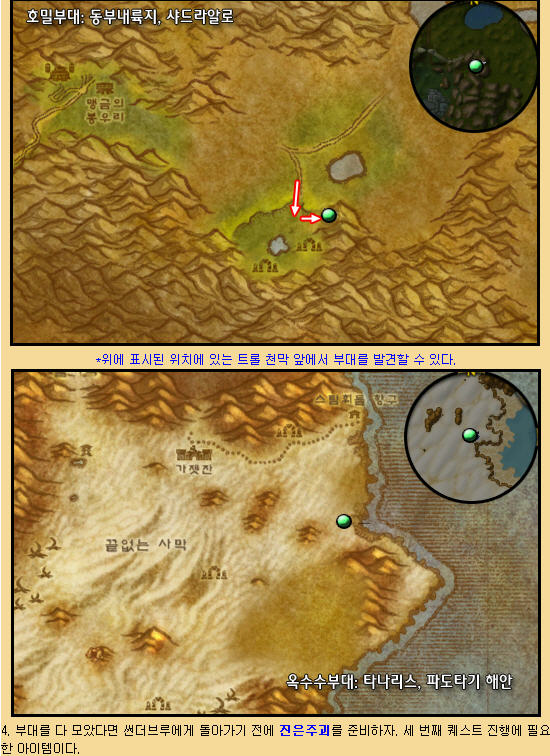 호밀부대: 동부내륙지, 샤드라알로
맹금의
봉우리
*위에 표시된 위치에 있는 트롤 천막 앞에서 부대를 발견할 수 있다.
스팀휘들 항구
가젯잔
끝없는 사막
옥수수부대: 타나리스, 파도타기 해안
4. 부대를 다 모았다면 썬더브루에게 돌아가기 전에 진은주괴를 준비하자. 세 번째 퀘스트 진행에 필요
한 아이템이다.